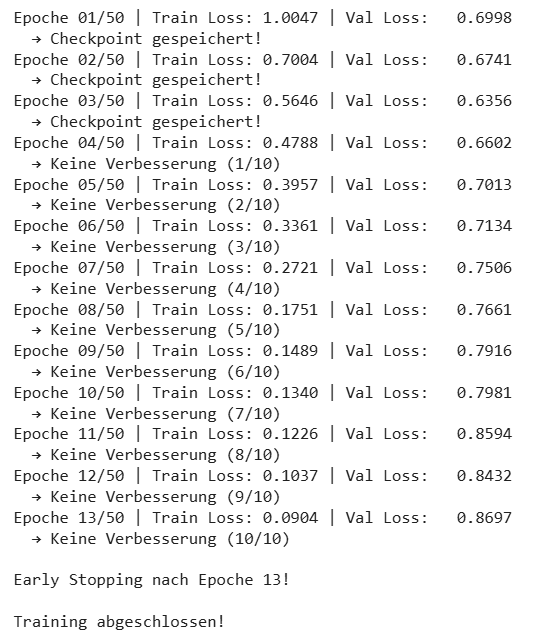 Epoche 01/50 | Train Loss: 1.0047 | Val Loss:   0.6998
  → Checkpoint gespeichert!
Epoche 02/50 | Train Loss: 0.7004 | Val Loss:   0.6741
  → Checkpoint gespeichert!
Epoche 03/50 | Train Loss: 0.5646 | Val Loss:   0.6356
  → Checkpoint gespeichert!
Epoche 04/50 | Train Loss: 0.4788 | Val Loss:   0.6602
  → Keine Verbesserung (1/10)
Epoche 05/50 | Train Loss: 0.3957 | Val Loss:   0.7013
  → Keine Verbesserung (2/10)
Epoche 06/50 | Train Loss: 0.3361 | Val Loss:   0.7134
  → Keine Verbesserung (3/10)
Epoche 07/50 | Train Loss: 0.2721 | Val Loss:   0.7506
  → Keine Verbesserung (4/10)
Epoche 08/50 | Train Loss: 0.1751 | Val Loss:   0.7661
  → Keine Verbesserung (5/10)
Epoche 09/50 | Train Loss: 0.1489 | Val Loss:   0.7916
  → Keine Verbesserung (6/10)
Epoche 10/50 | Train Loss: 0.1340 | Val Loss:   0.7981
  → Keine Verbesserung (7/10)
Epoche 11/50 | Train Loss: 0.1226 | Val Loss:   0.8594
  → Keine Verbesserung (8/10)
Epoche 12/50 | Train Loss: 0.1037 | Val Loss:   0.8432
  → Keine Verbesserung (9/10)
Epoche 13/50 | Train Loss: 0.0904 | Val Loss:   0.8697
  → Keine Verbesserung (10/10)

Early Stopping nach Epoche 13!

Training abgeschlossen!